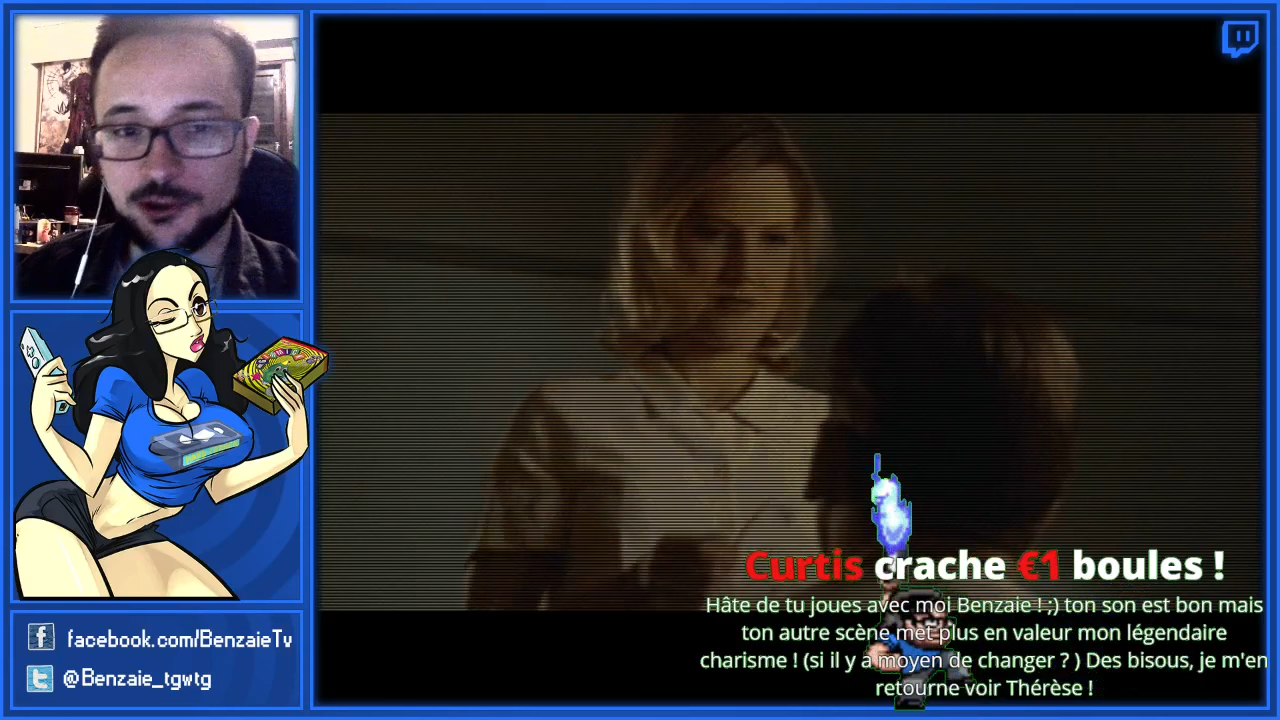 Curtis crache €1 boules !
Hâte de tu joues avec moi Benzaie ! ;) ton son est bon mais
ton autre scène met plus en valeur mon légendaire
charisme ! (si il y a moyen de changer ? ) Des bisous, je m'en
retourne voir Thérèse !
facebook.com/BenzaieTv
@Benzaie_tgwtg